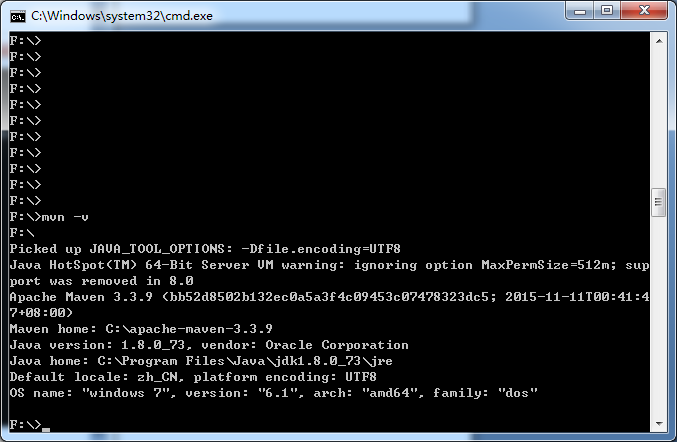 C:\Windows\system32\cmd.exe
F:\>
F:\>
F:\>
F:\>
F:\>
F:\>
F:\>
F:\>
F:\>
F:\>
F:\>
F:\>mvn -v
F:\
Picked up JAVA_TOOL_OPTIONS: -Dfile.encoding=UTF8
Java HotSpot(TM) 64-Bit Server VM warning: ignoring option MaxPermSize=512m; sup
port was removed in 8.0
Apache Maven 3.3.9 (bb52d8502b132ec0a5a3f4c09453c07478323dc5; 2015-11-11T00:41:4
7+08:00)
Maven home: C:\apache-maven-3.3.9
Java version: 1.8.0_73, vendor: Oracle Corporation
Java home: C:\Program Files\Java\jdk1.8.0_73\jre
Default locale: zh_CN, platform encoding: UTF8
OS name: "windows 7", version: "6.1", arch: "amd64", family: "dos"
F:\>